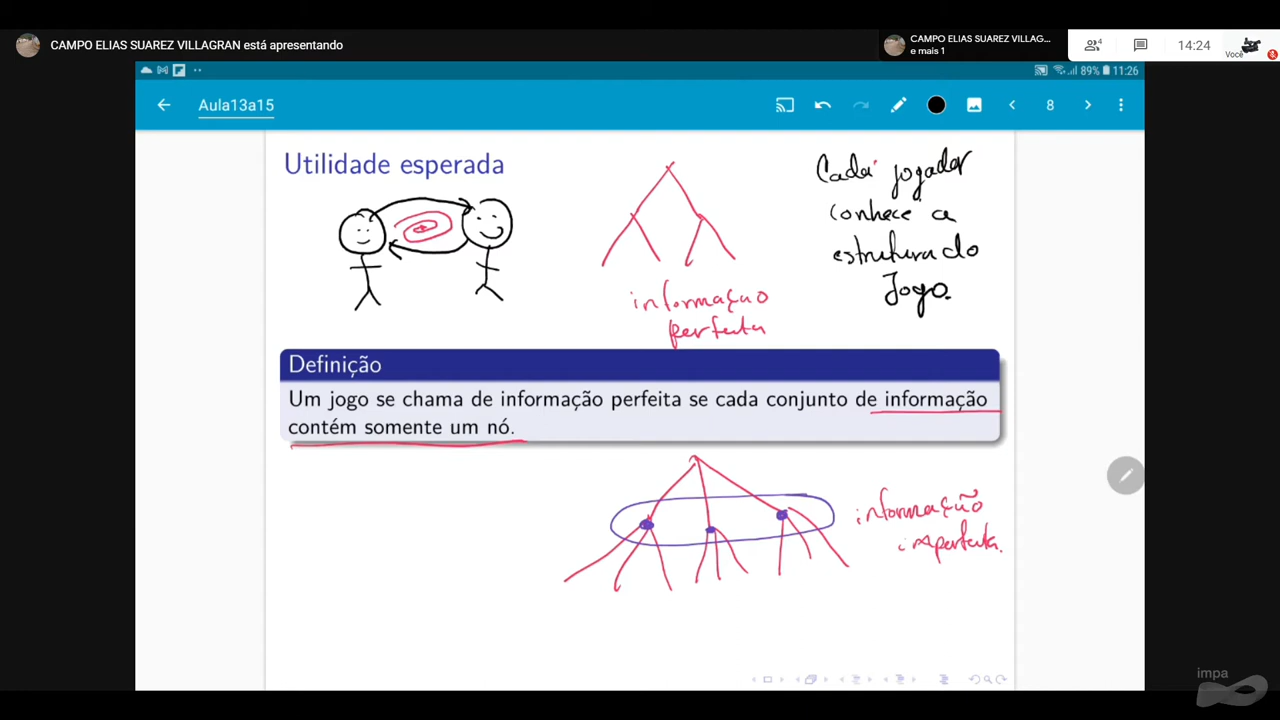 CAMPO ELIAS SUAREZ VILLAGRAN está apresentando
CAMPO ELIAS SUAREZ VILLAG...
e mais 1
4
14:24
Você
89% 11:26
Aula13a15
8
Utilidade esperada
Cada jogador
conhece a
estrutura do
Jogo.
informação
perfeita
Definição
Um jogo se chama de informação perfeita se cada conjunto de informação
contém somente um nó.
informação
imperfeita.
impa